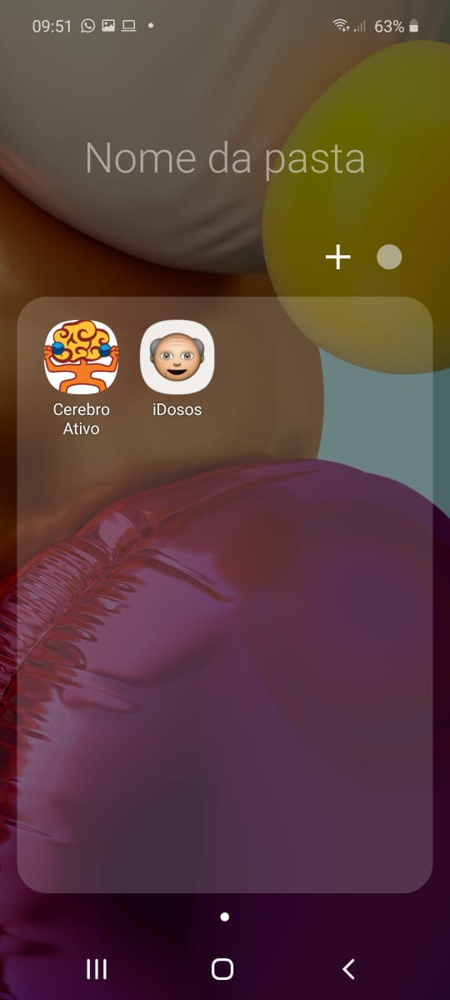 09:51
63%
Nome da pasta
Cerebro
Ativo
iDosos